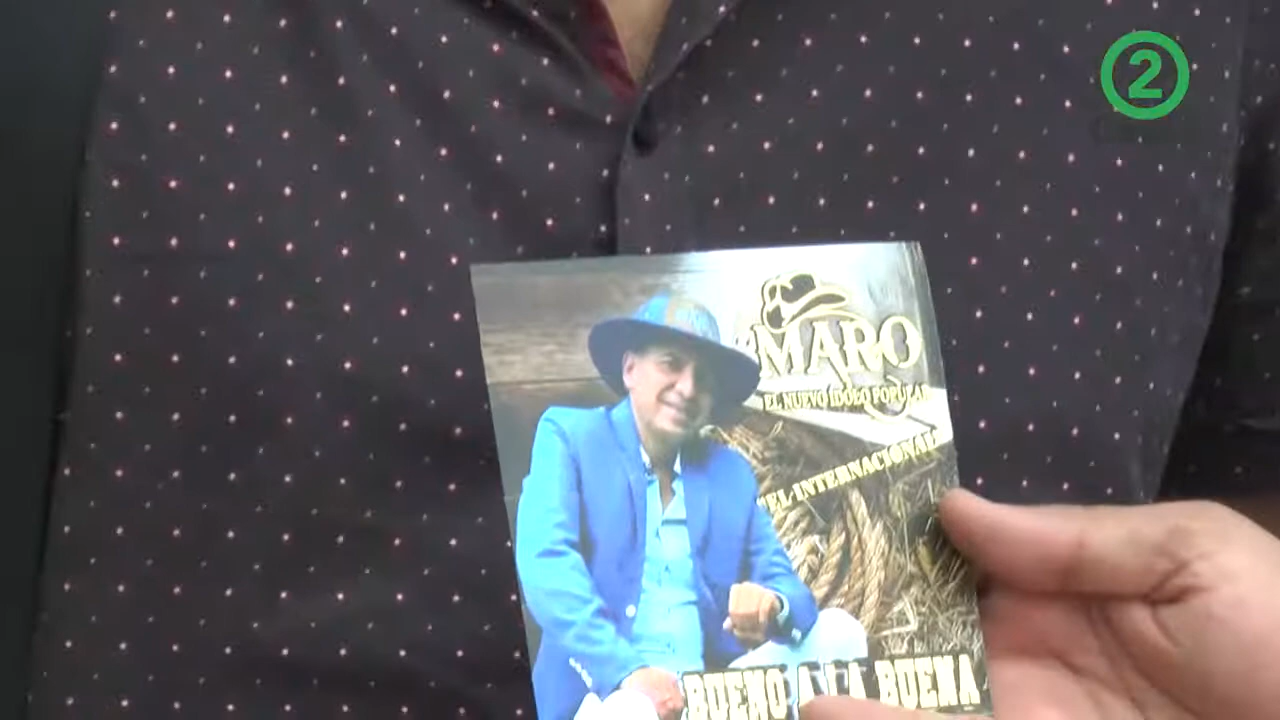 2
MARO
EL NUEVO IDOLO POPULAR
EL INTERNACIONAL
BUENO A LA BUENA